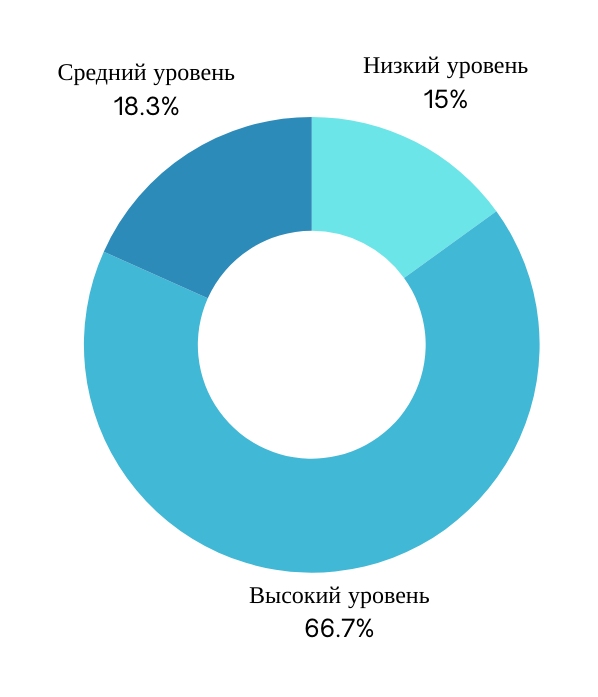 Средний уровень
18.3%
Низкий уровень
15%
Высокий уровень
66.7%